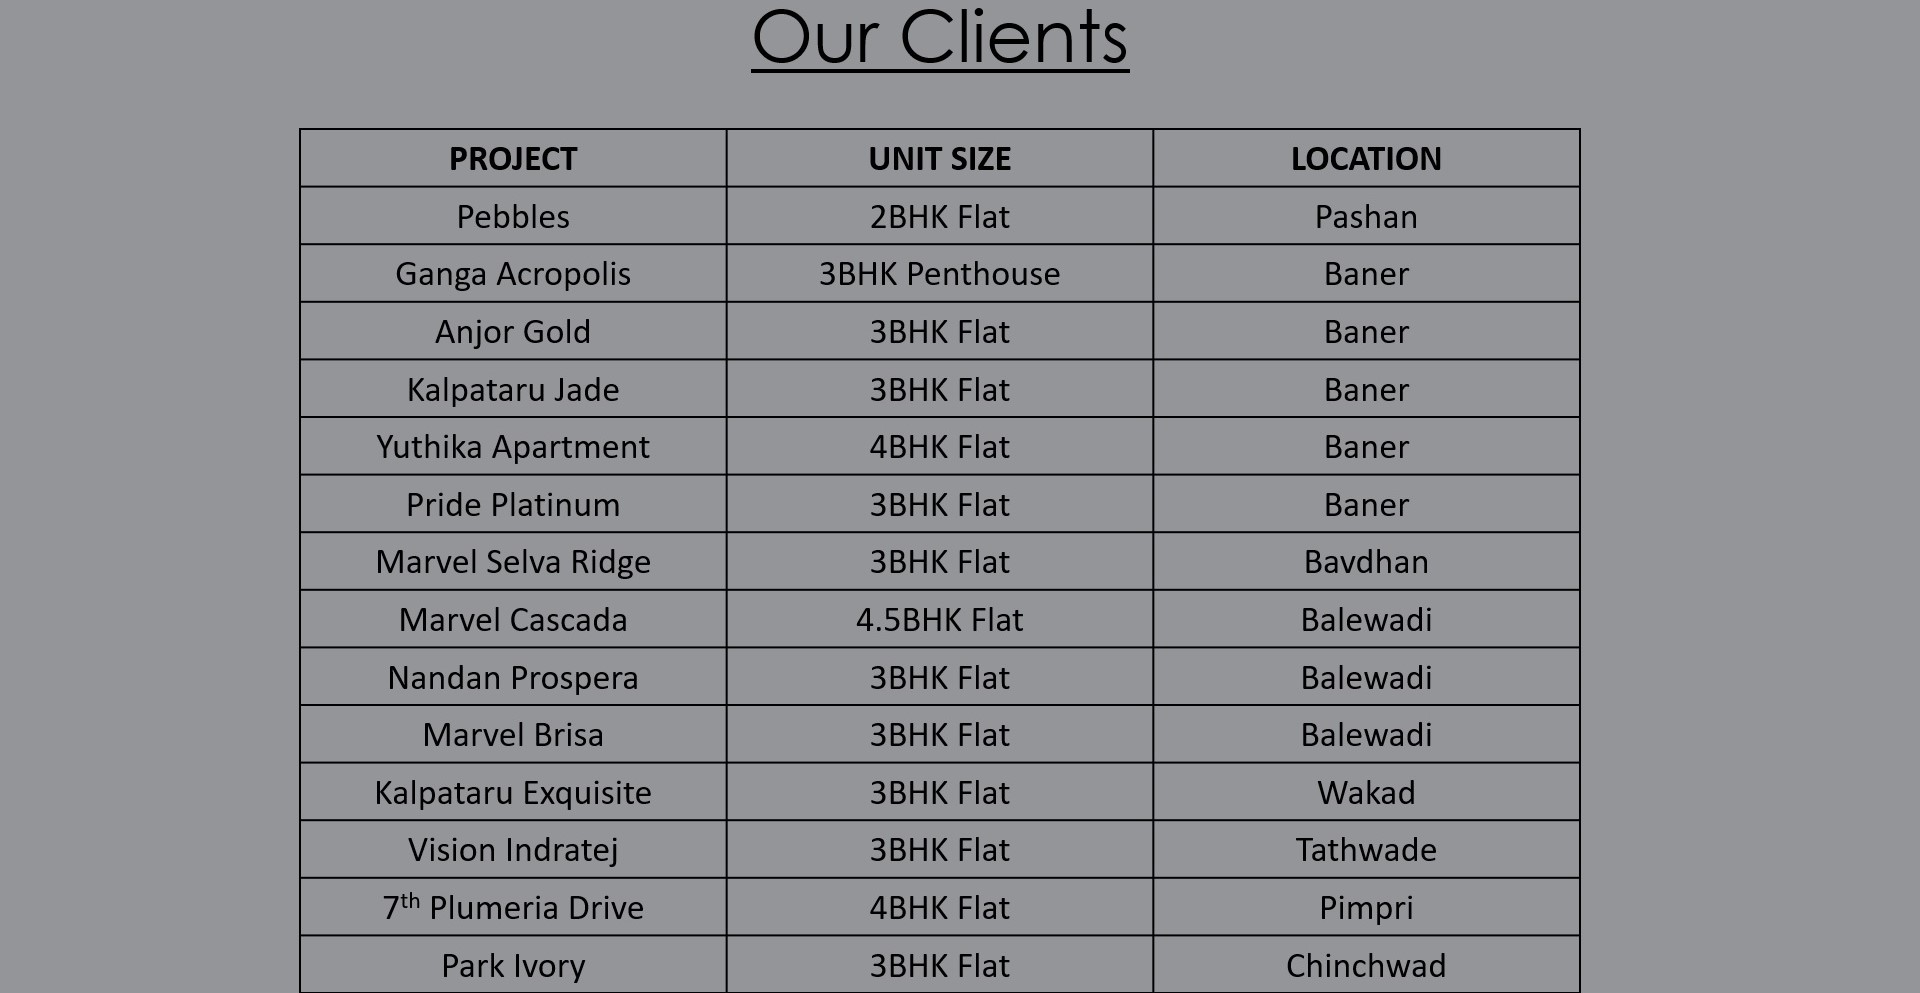 Our Clients
PROJECT UNIT SIZE LOCATION
Pebbles 2BHK Flat Pashan
Ganga Acropolis 3BHK Penthouse Baner
Anjor Gold 3BHK Flat Baner
Kalpataru Jade 3BHK Flat Baner
Yuthika Apartment 4BHK Flat Baner
Pride Platinum 3BHK Flat Baner
Marvel Selva Ridge 3BHK Flat Bavdhan
Marvel Cascada 4.5BHK Flat Balewadi
Nandan Prospera 3BHK Flat Balewadi
Marvel Brisa 3BHK Flat Balewadi
Kalpataru Exquisite 3BHK Flat Wakad
Vision Indratej 3BHK Flat Tathwade
7th Plumeria Drive 4BHK Flat Pimpri
Park Ivory 3BHK Flat Chinchwad